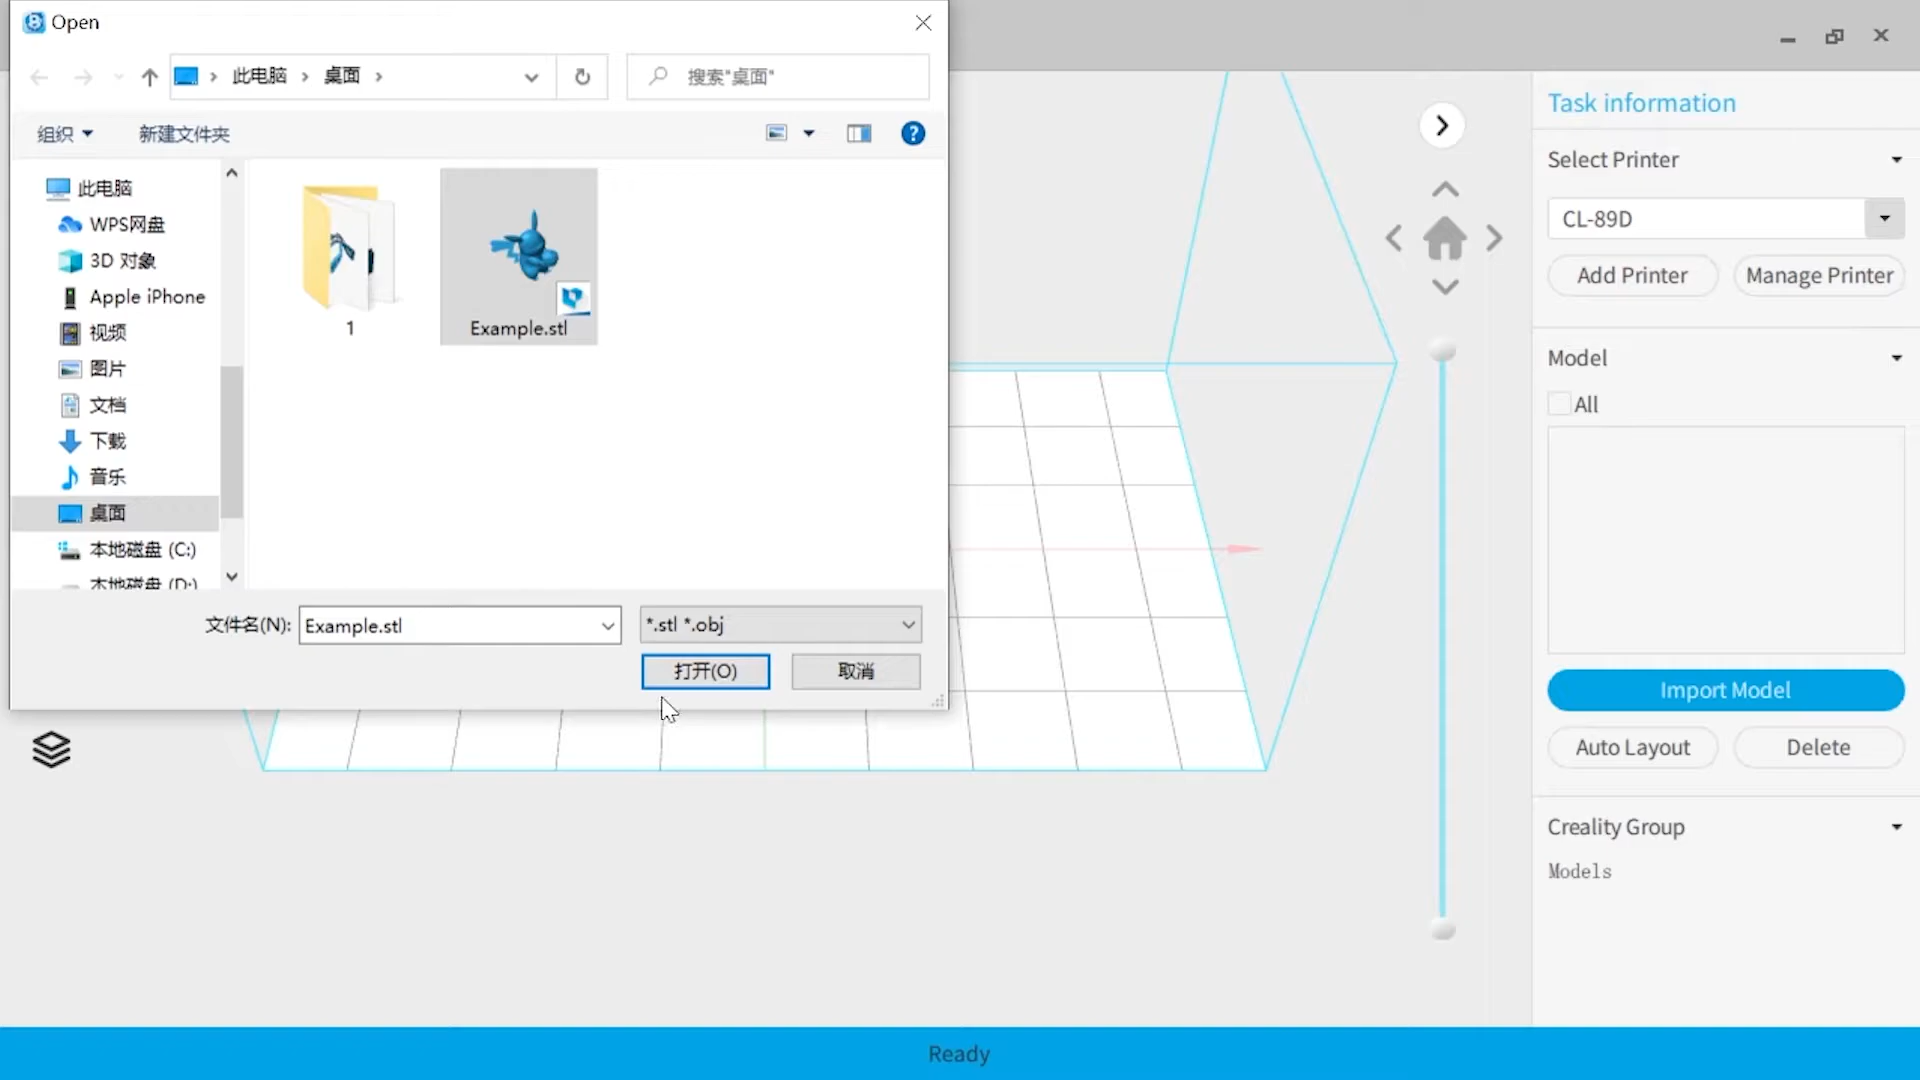 Open
此电脑
桌面
搜索"桌面"
组织
新建文件夹
此电脑
WPS网盘
3D 对象
Apple iPhone
视频
图片
文档
下载
音乐
桌面
本地磁盘 (C:)
本地磁盘 (D:)
1
Example.stl
文件名(N):
Example.stl
*.stl *.obj
打开(O)
取消
Task information
Select Printer
CL-89D
Add Printer
Manage Printer
Model
All
Import Model
Auto Layout
Delete
Creality Group
Models
Ready